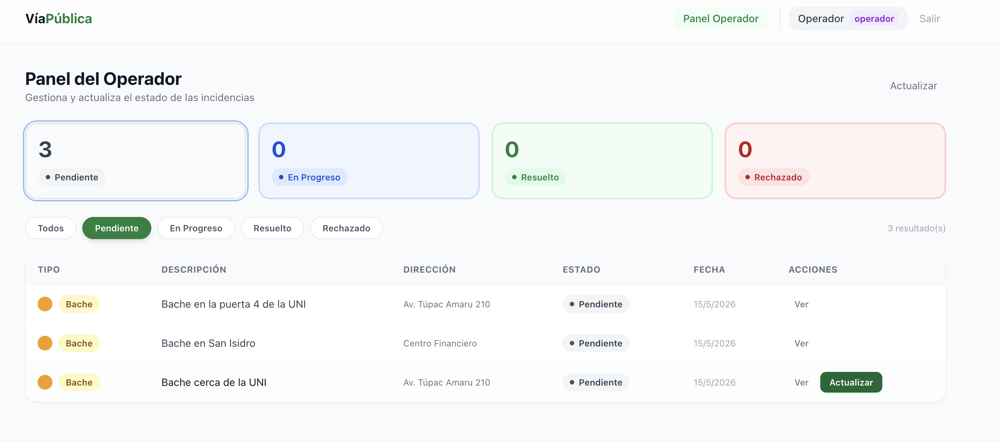 VíaPública
Panel Operador
Operador operador
Salir
Panel del Operador
Gestiona y actualiza el estado de las incidencias
Actualizar
3
Pendiente
0
En Progreso
0
Resuelto
0
Rechazado
Todos Pendiente En Progreso Resuelto Rechazado
3 resultado(s)
TIPO DESCRIPCIÓN DIRECCIÓN ESTADO FECHA ACCIONES
Bache Bache en la puerta 4 de la UNI Av. Túpac Amaru 210 Pendiente 15/5/2026 Ver
Bache Bache en San Isidro Centro Financiero Pendiente 15/5/2026 Ver
Bache Bache cerca de la UNI Av. Túpac Amaru 210 Pendiente 15/5/2026 Ver Actualizar